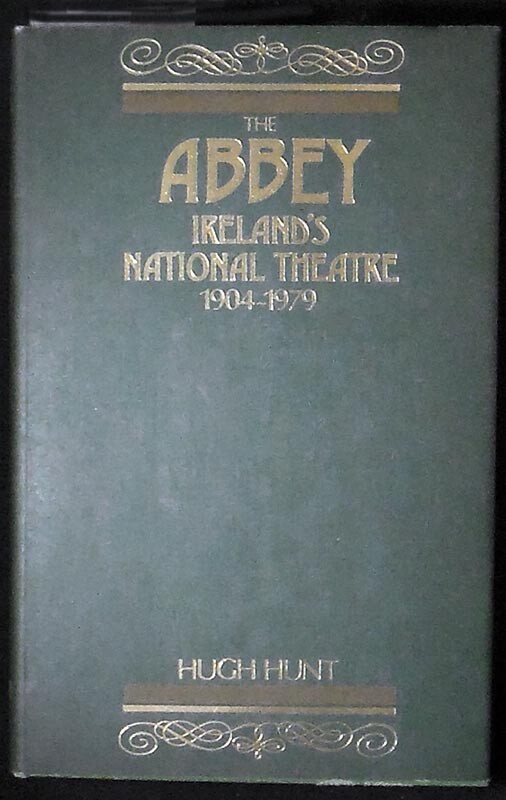 THE
ABBEY
IRELAND'S
NATIONAL THEATRE
1904-1979
HUGH HUNT